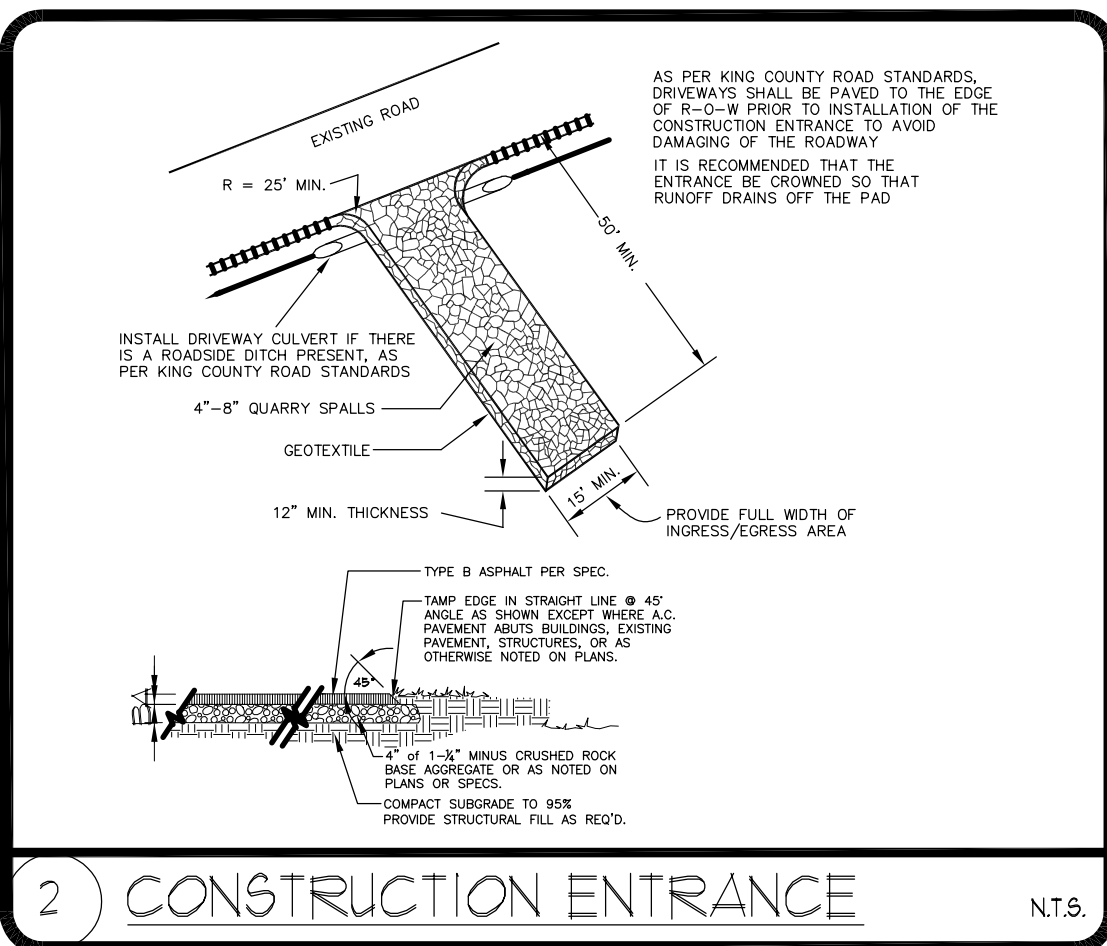 AS PER KING COUNTY ROAD STANDARDS,
DRIVEWAYS SHALL BE PAVED TO THE EDGE
OF R-O-W PRIOR TO INSTALLATION OF THE
CONSTRUCTION ENTRANCE TO AVOID
DAMAGING OF THE ROADWAY
IT IS RECOMMENDED THAT THE
ENTRANCE BE CROWNED SO THAT
RUNOFF DRAINS OFF THE PAD
EXISTING ROAD
R = 25' MIN.
50' MIN.
INSTALL DRIVEWAY CULVERT IF THERE
IS A ROADSIDE DITCH PRESENT, AS
PER KING COUNTY ROAD STANDARDS
4"-8" QUARRY SPALLS
GEOTEXTILE
12" MIN. THICKNESS
15' MIN.
PROVIDE FULL WIDTH OF
INGRESS/EGRESS AREA
TYPE B ASPHALT PER SPEC.
TAMP EDGE IN STRAIGHT LINE @ 45°
ANGLE AS SHOWN EXCEPT WHERE A.C.
PAVEMENT ABUTS BUILDINGS, EXISTING
PAVEMENT, STRUCTURES, OR AS
OTHERWISE NOTED ON PLANS.
45°
A
B
4" of 1-¼" MINUS CRUSHED ROCK
BASE AGGREGATE OR AS NOTED ON
PLANS OR SPECS.
COMPACT SUBGRADE TO 95%
PROVIDE STRUCTURAL FILL AS REQ'D.
2 CONSTRUCTION ENTRANCE N.T.S.